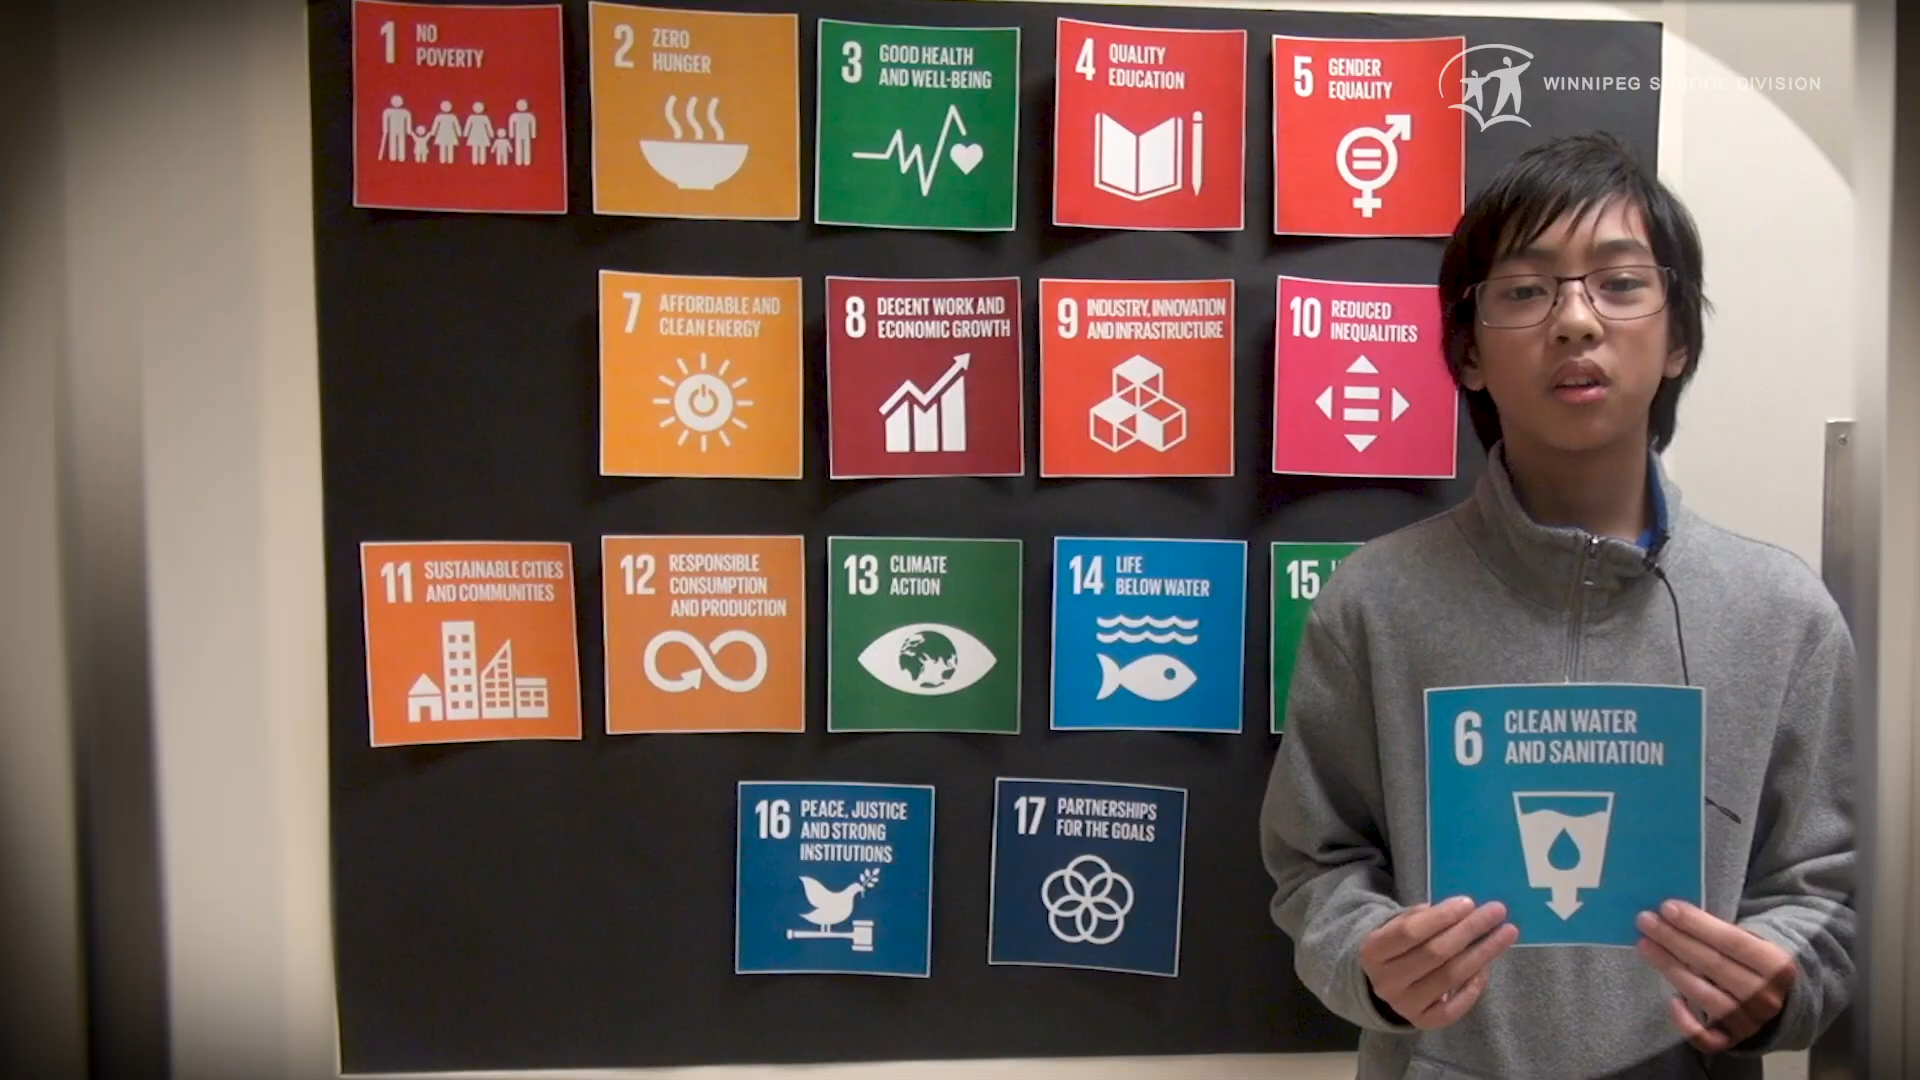 1 NO
POVERTY
2 ZERO
HUNGER
3 GOOD HEALTH
AND WELL-BEING
4 QUALITY
EDUCATION
5 GENDER
EQUALITY
WINNIPEG SCHOOL DIVISION
7 AFFORDABLE AND
CLEAN ENERGY
8 DECENT WORK AND
ECONOMIC GROWTH
9 INDUSTRY, INNOVATION
AND INFRASTRUCTURE
10 REDUCED
INEQUALITIES
11 SUSTAINABLE CITIES
AND COMMUNITIES
12 RESPONSIBLE
CONSUMPTION
AND PRODUCTION
13 CLIMATE
ACTION
14 LIFE
BELOW WATER
15
6 CLEAN WATER
AND SANITATION
16 PEACE, JUSTICE
AND STRONG
INSTITUTIONS
17 PARTNERSHIPS
FOR THE GOALS